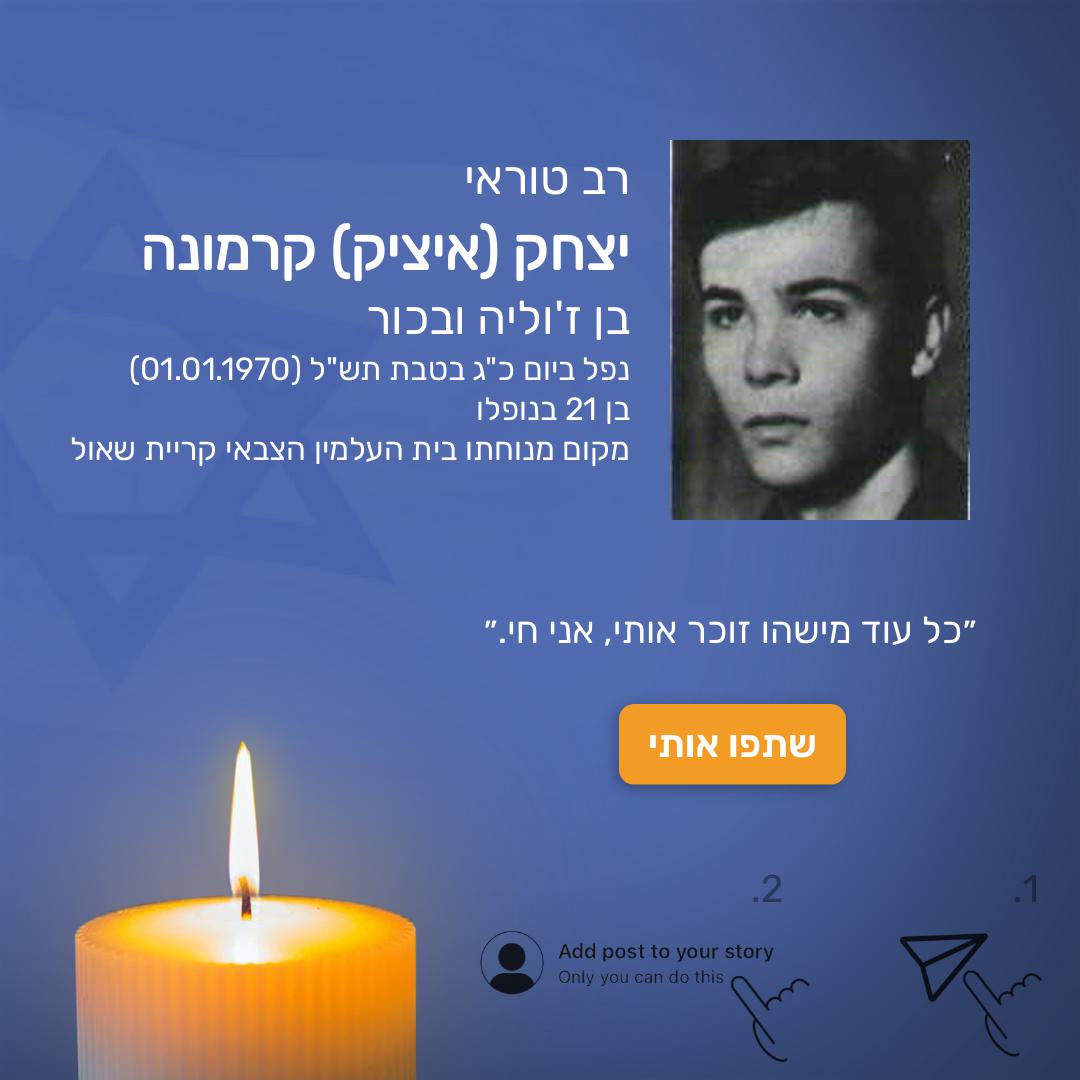 רב טוראי
יצחק (איציק) קרמונה
בן ז'וליה ובכור
נפל ביום כ"ג בטבת תש"ל (01.01.1970)
בן 21 בנופלו
מקום מנוחתו בית העלמין הצבאי קריית שאול
״כל עוד מישהו זוכר אותי, אני חי.״
שתפו אותי
.1
.2
Add post to your story
Only you can do this